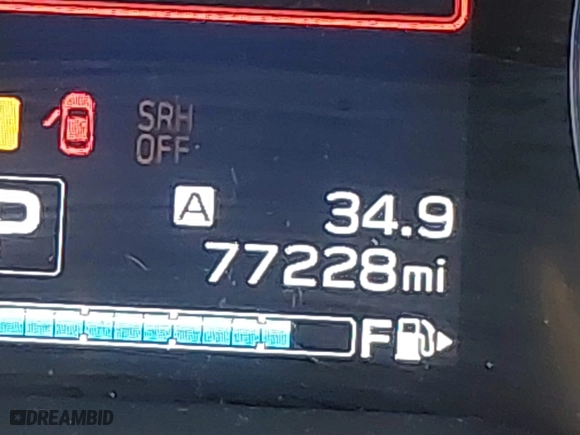 SRH
OFF
P
A 34.9
77228mi
F
DREAMBID